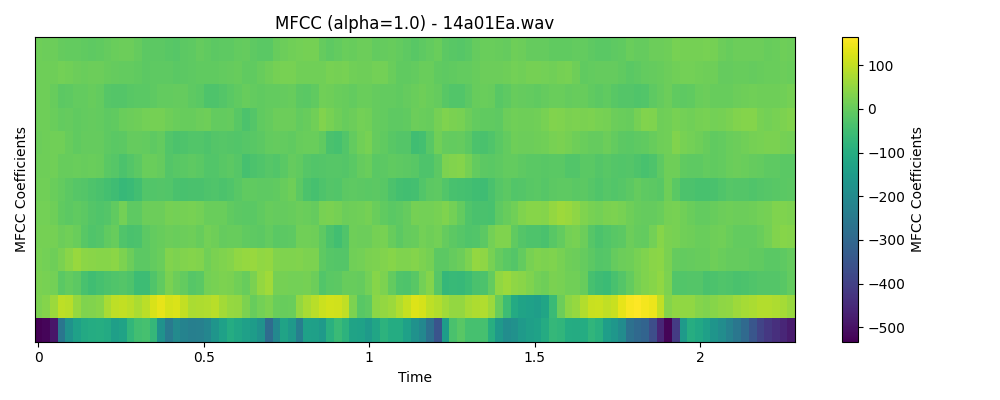 MFCC (alpha=1.0) - 14a01Ea.wav
MFCC Coefficients
0 0.5 1 1.5 2
Time
100
0
−100
−200
−300
−400
−500
MFCC Coefficients